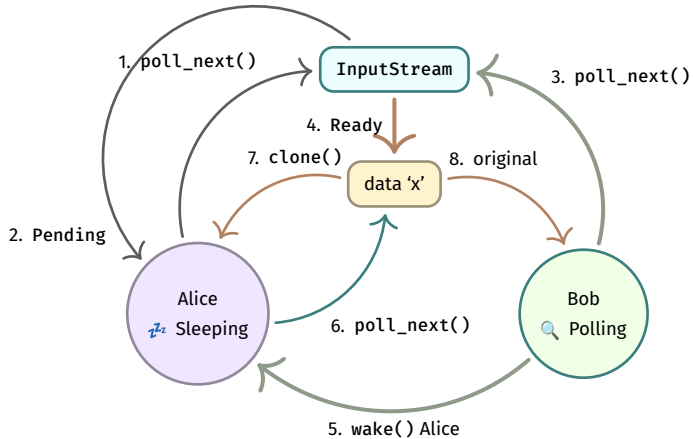 1. poll_next()
InputStream
3. poll_next()
4. Ready
7. clone()
8. original
data ‘x’
2. Pending
Alice
💤 Sleeping
Bob
🔍 Polling
6. poll_next()
5. wake() Alice